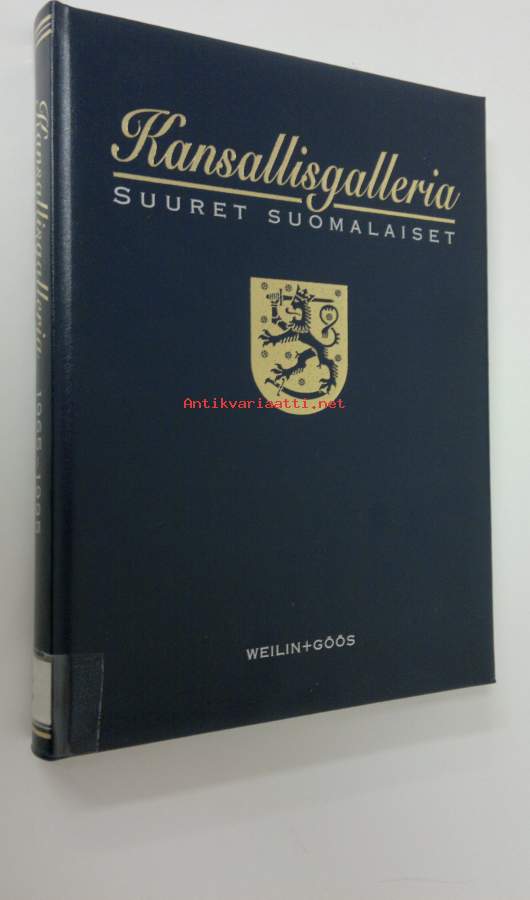 Kansallisgalleria
SUURET SUOMALAISET
Antikvariaatti.net
WEILIN+GÖÖS
Kansallisgalleria